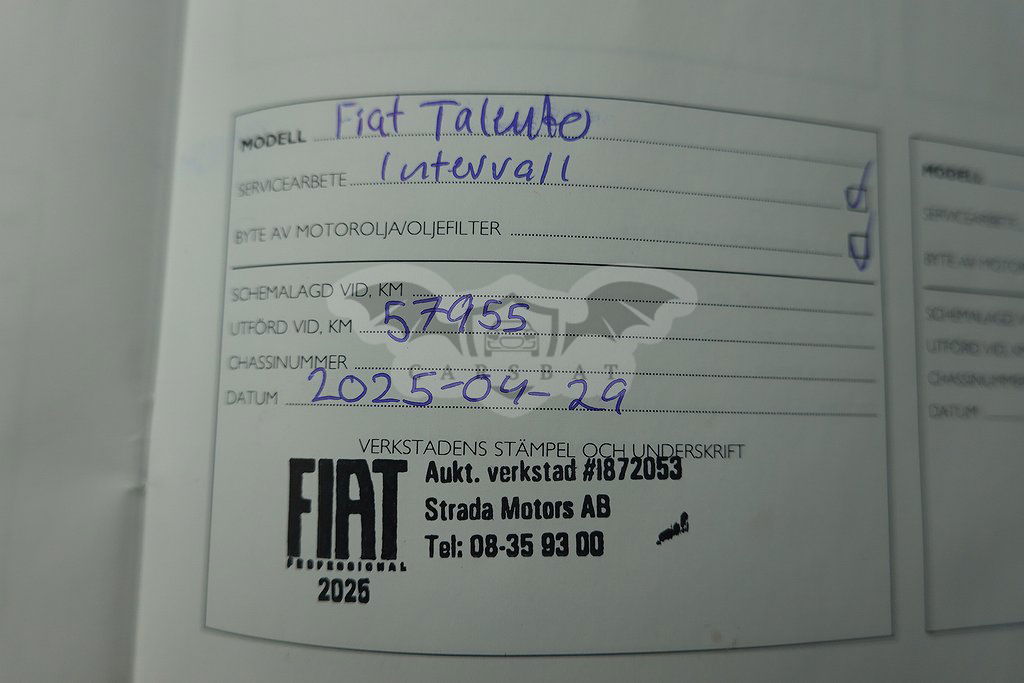 MODELL Fiat Talento
SERVICEARBETE Intervall
BYTE AV MOTOROLJA/OLJEFILTER
SCHEMALAGD VID, KM
UTFÖRD VID, KM 57955
CHASSINUMMER
CARSBAT
DATUM 2025-04-29
VERKSTADENS STÄMPEL OCH UNDERSKRIFT
FIAT
PROFESSIONAL
2025
Aukt. verkstad #1872053
Strada Motors AB
Tel: 08-35 93 00
MODELL
SERVICEARBETE
BYTE AV MOTOR
SCHEMALAGD V
UTFÖRD VID, KM
CHASSINUMMER
DATUM